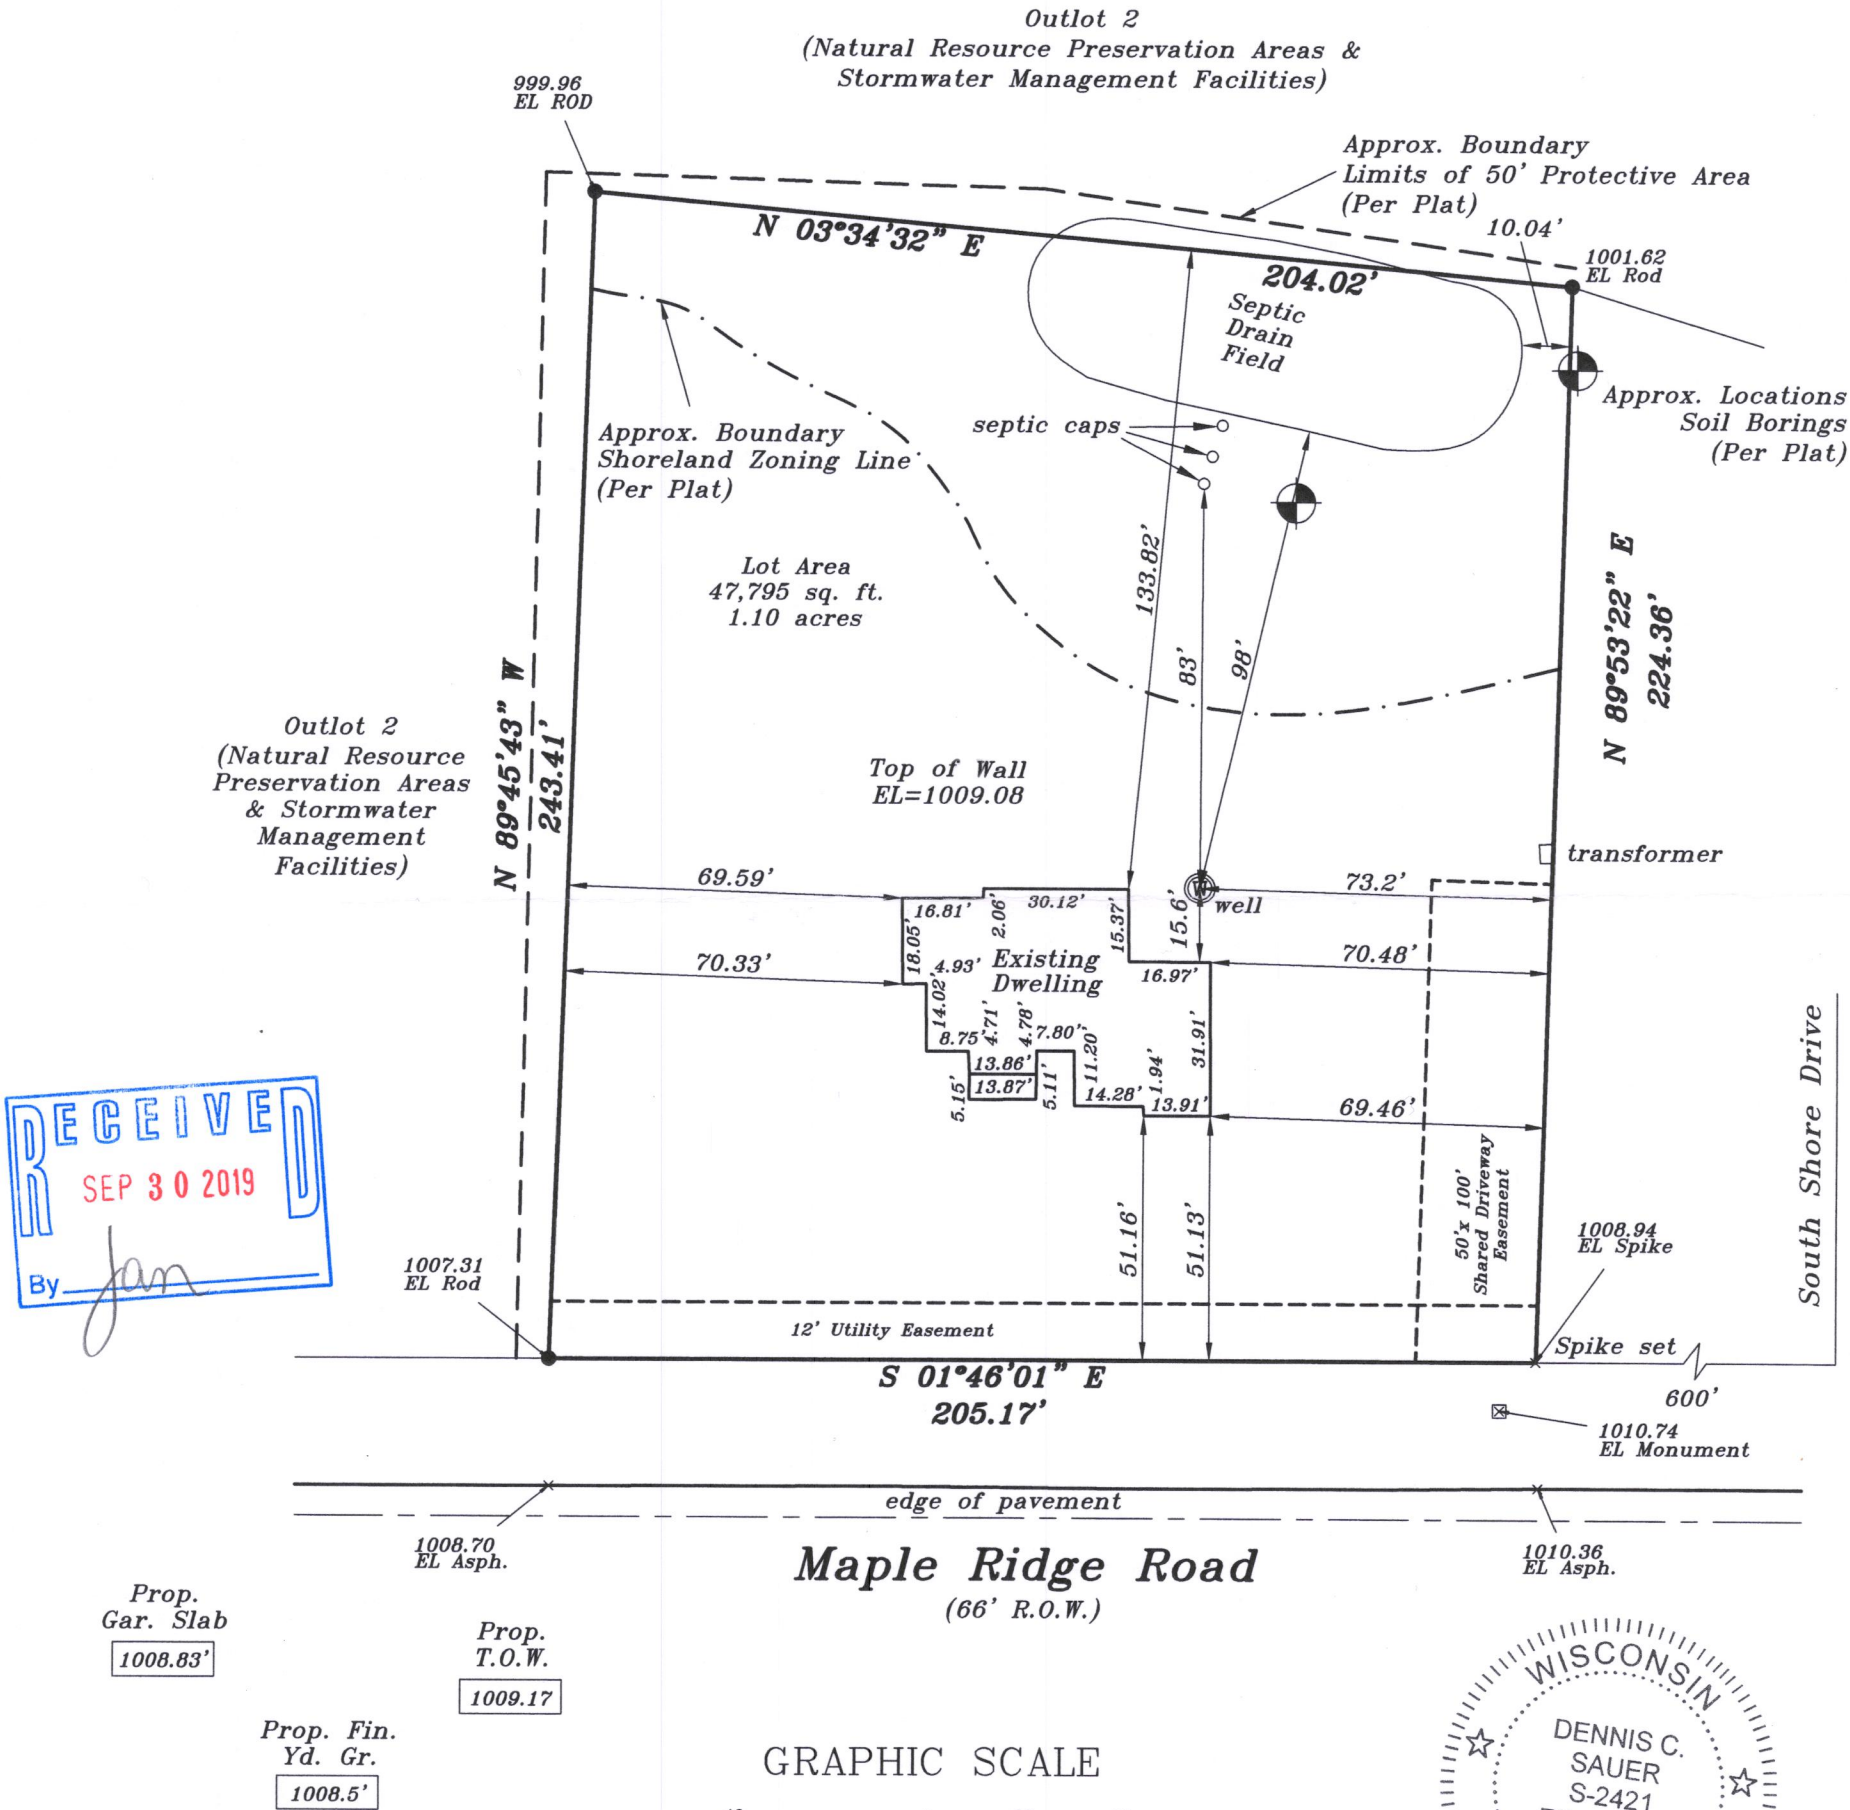 Outlot 2
(Natural Resource Preservation Areas &
Stormwater Management Facilities)
999.96
EL ROD
Approx. Boundary
Limits of 50' Protective Area
(Per Plat)
10.04'
1001.62
EL Rod
N 03°34'32" E
204.02'
Septic
Drain
Field
Approx. Locations
Soil Borings
(Per Plat)
septic caps
Approx. Boundary
Shoreland Zoning Line
(Per Plat)
Lot Area
47,795 sq. ft.
1.10 acres
133.82'
83'
98'
N 89°53'22" E
224.36'
Outlot 2
(Natural Resource
Preservation Areas
& Stormwater
Management
Facilities)
N 89°45'43" W
243.41'
Top of Wall
EL=1009.08
transformer
69.59'
73.2'
W
well
16.81'
2.06'
30.12'
15.37'
15.6'
18.05'
70.33'
4.93'
Existing
Dwelling
16.97'
70.48'
14.02'
8.75'
4.71'
4.78'
7.80'
11.20'
31.91'
13.86'
13.87'
5.15'
5.11'
14.28'
1.94'
13.91'
69.46'
51.16'
51.13'
50'x 100'
Shared Driveway
Easement
South Shore Drive
RECEIVED
SEP 30 2019
By Jan
1007.31
EL Rod
1008.94
EL Spike
12' Utility Easement
Spike set
S 01°46'01" E
205.17'
600'
1010.74
EL Monument
edge of pavement
1008.70
EL Asph.
Maple Ridge Road
(66' R.O.W.)
1010.36
EL Asph.
Prop.
Gar. Slab
1008.83'
Prop.
T.O.W.
1009.17
Prop. Fin.
Yd. Gr.
1008.5'
GRAPHIC SCALE
WISCONSIN
DENNIS C.
SAUER
S-2421